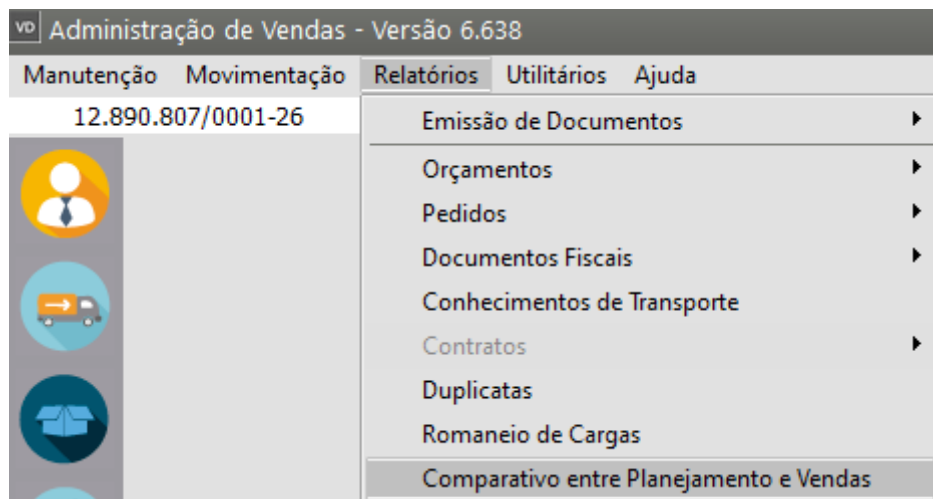 VD Administração de Vendas - Versão 6.638
Manutenção Movimentação Relatórios Utilitários Ajuda
12.890.807/0001-26
Emissão de Documentos
Orçamentos
Pedidos
Documentos Fiscais
Conhecimentos de Transporte
Contratos
Duplicatas
Romaneio de Cargas
Comparativo entre Planejamento e Vendas